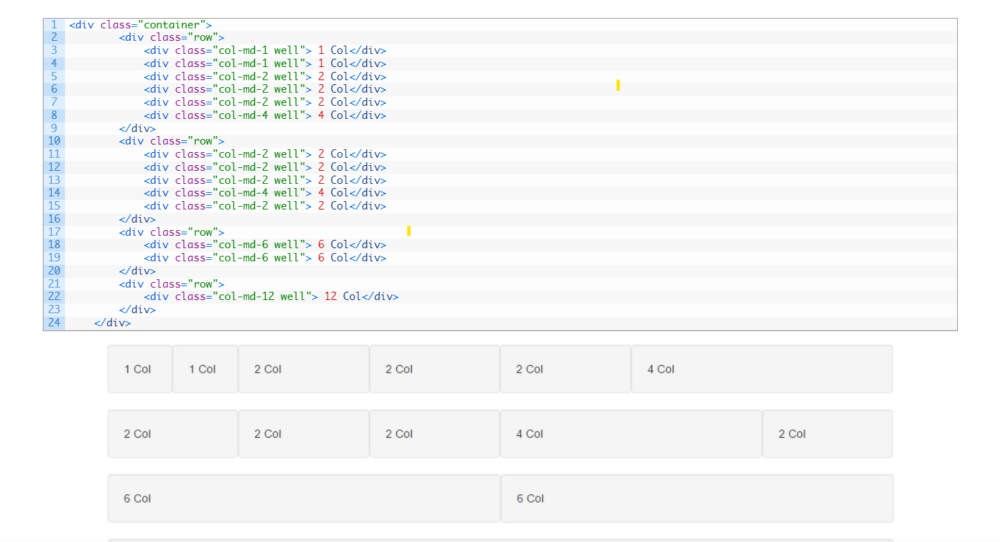 1 <div class="container">
2         <div class="row">
3             <div class="col-md-1 well"> 1 Col</div>
4             <div class="col-md-1 well"> 1 Col</div>
5             <div class="col-md-2 well"> 2 Col</div>
6             <div class="col-md-2 well"> 2 Col</div>
7             <div class="col-md-2 well"> 2 Col</div>
8             <div class="col-md-4 well"> 4 Col</div>
9         </div>
10         <div class="row">
11             <div class="col-md-2 well"> 2 Col</div>
12             <div class="col-md-2 well"> 2 Col</div>
13             <div class="col-md-2 well"> 2 Col</div>
14             <div class="col-md-4 well"> 4 Col</div>
15             <div class="col-md-2 well"> 2 Col</div>
16         </div>
17         <div class="row">
18             <div class="col-md-6 well"> 6 Col</div>
19             <div class="col-md-6 well"> 6 Col</div>
20         </div>
21         <div class="row">
22             <div class="col-md-12 well"> 12 Col</div>
23         </div>
24     </div>
1 Col 1 Col 2 Col 2 Col 2 Col 4 Col
2 Col 2 Col 2 Col 4 Col 2 Col
6 Col 6 Col